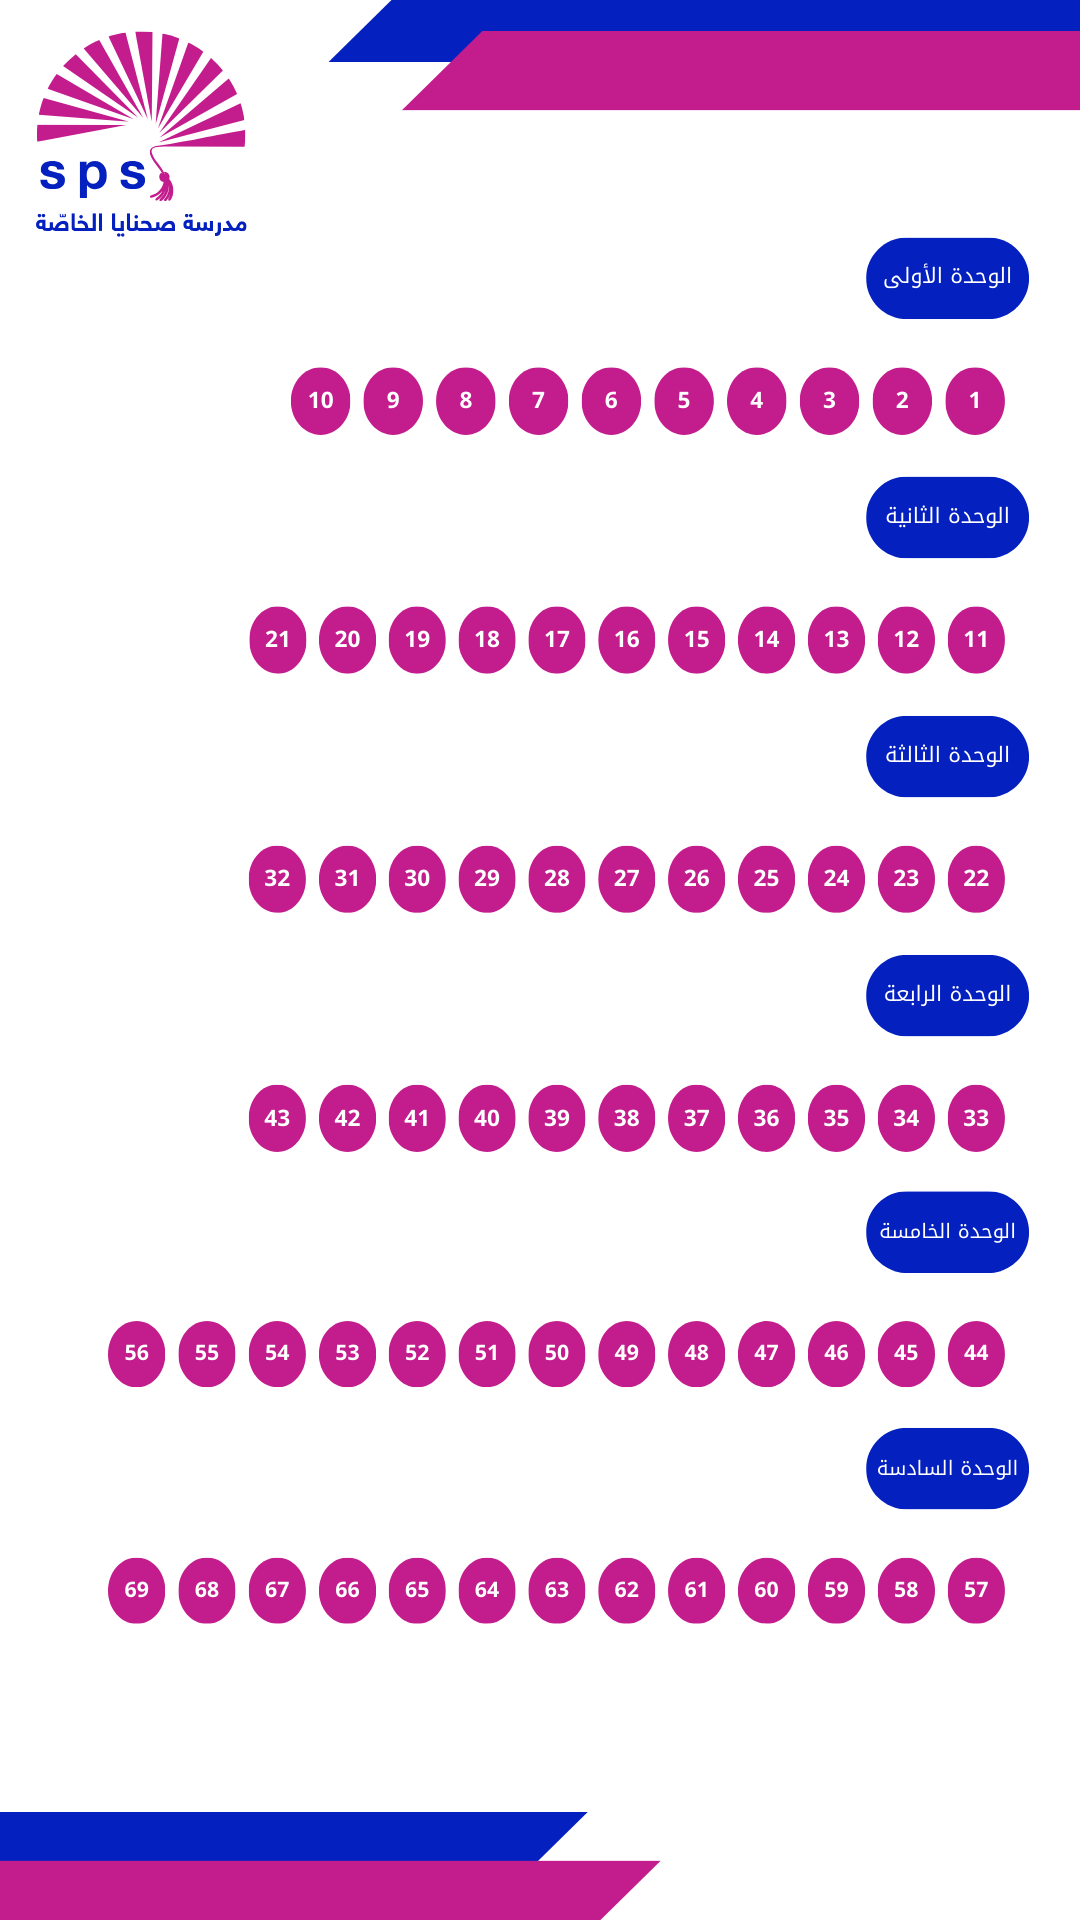 sps
مدرسة صحنايا الخاصّة
الوحدة الأولى
1 2 3 4 5 6 7 8 9 10
الوحدة الثانية
11 12 13 14 15 16 17 18 19 20 21
الوحدة الثالثة
22 23 24 25 26 27 28 29 30 31 32
الوحدة الرابعة
33 34 35 36 37 38 39 40 41 42 43
الوحدة الخامسة
44 45 46 47 48 49 50 51 52 53 54 55 56
الوحدة السادسة
57 58 59 60 61 62 63 64 65 66 67 68 69